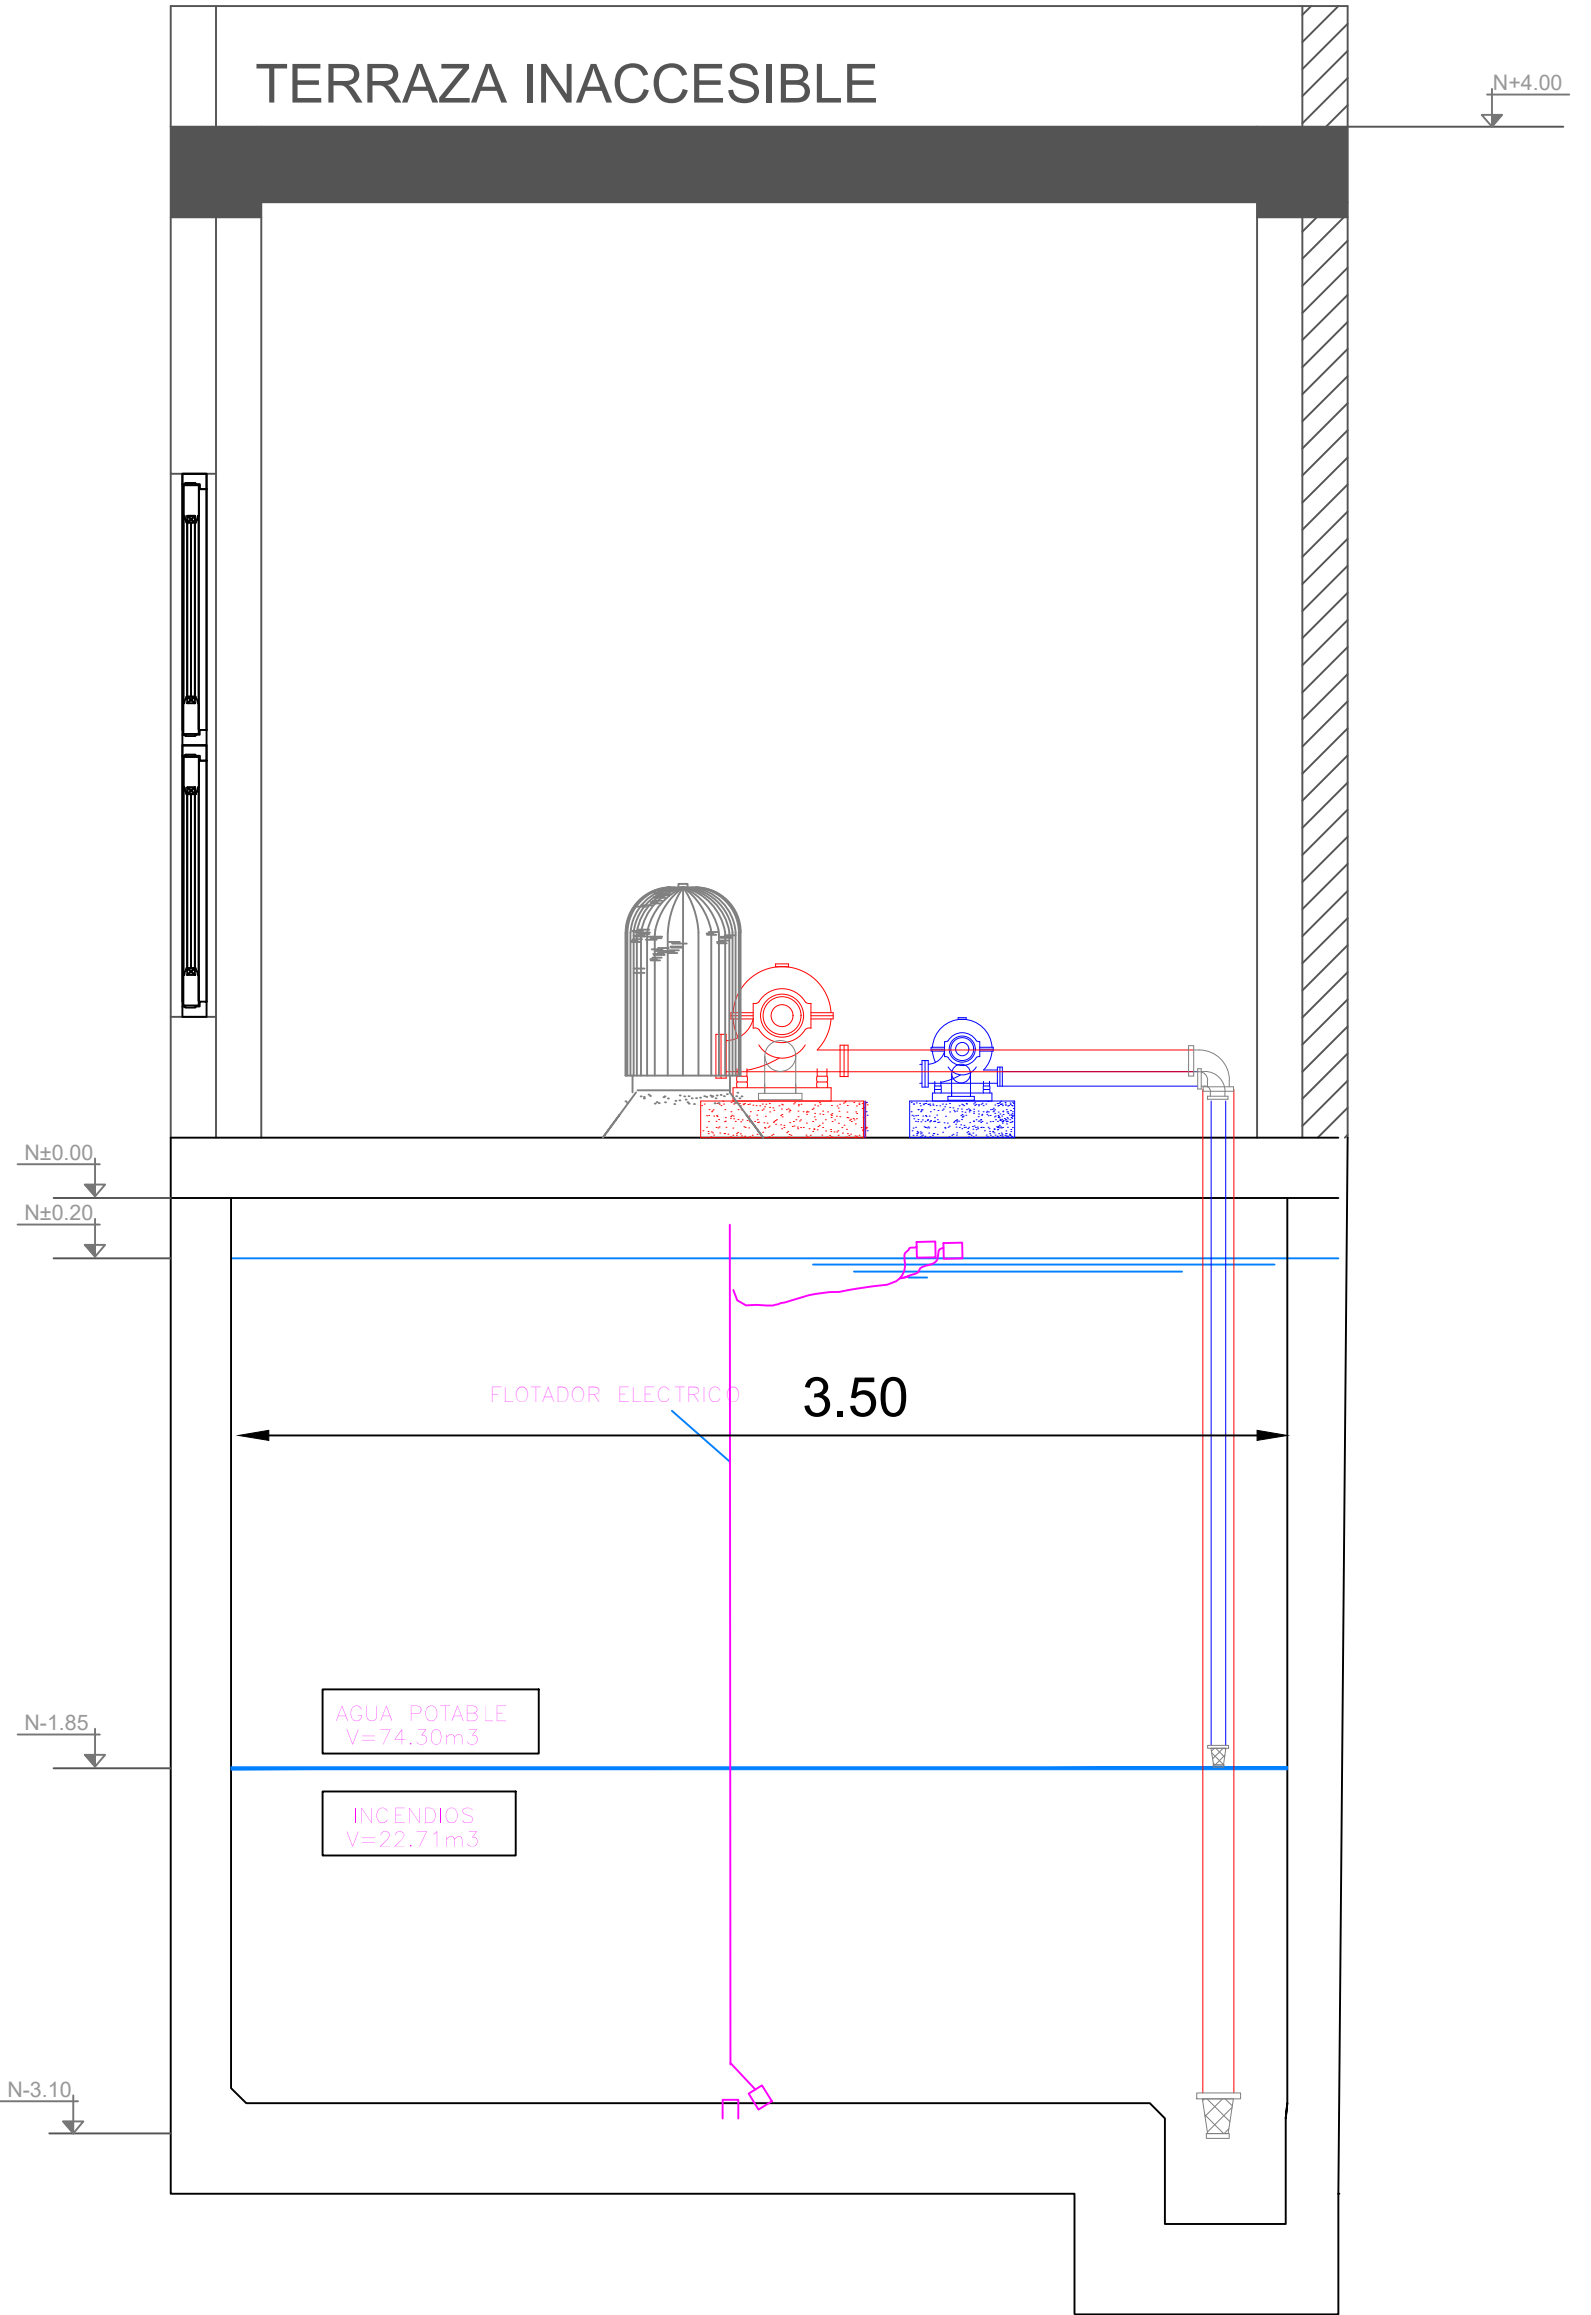 TERRAZA INACCESIBLE
N+4.00
N±0.00
N±0.20
FLOTADOR ELECTRICO
3.50
AGUA POTABLE
V=74.30m3
N-1.85
INCENDIOS
V=22.71m3
N-3.10